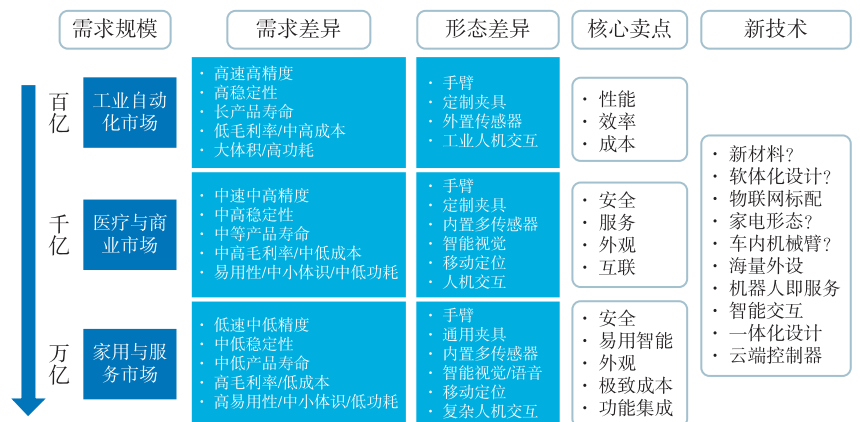 需求规模
需求差异
形态差异
核心卖点
新技术
百亿
工业自动
化市场
· 高速高精度
· 高稳定性
· 长产品寿命
· 低毛利率/中高成本
· 大体积/高功耗
· 手臂
· 定制夹具
· 外置传感器
· 工业人机交互
· 性能
· 效率
· 成本
千亿
医疗与商
业市场
· 中速中高精度
· 中高稳定性
· 中等产品寿命
· 中高毛利率/中低成本
· 易用性/中小体识/中低功耗
· 手臂
· 定制夹具
· 内置多传感器
· 智能视觉
· 移动定位
· 人机交互
· 安全
· 服务
· 外观
· 互联
万亿
家用与服
务市场
· 低速中低精度
· 中低稳定性
· 中低产品寿命
· 高毛利率/低成本
· 高易用性/中小体识/低功耗
· 手臂
· 通用夹具
· 内置多传感器
· 智能视觉/语音
· 移动定位
· 复杂人机交互
· 安全
· 易用智能
· 外观
· 极致成本
· 功能集成
· 新材料?
· 软体化设计?
· 物联网标配
· 家电形态?
· 车内机械臂?
· 海量外设
· 机器人即服务
· 智能交互
· 一体化设计
· 云端控制器